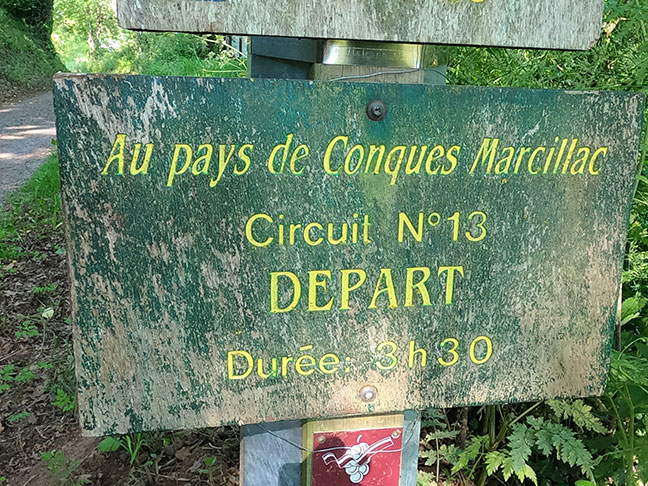 Au pays de Conques Marcillac
Circuit N°13
DEPART
Durée: 3h30